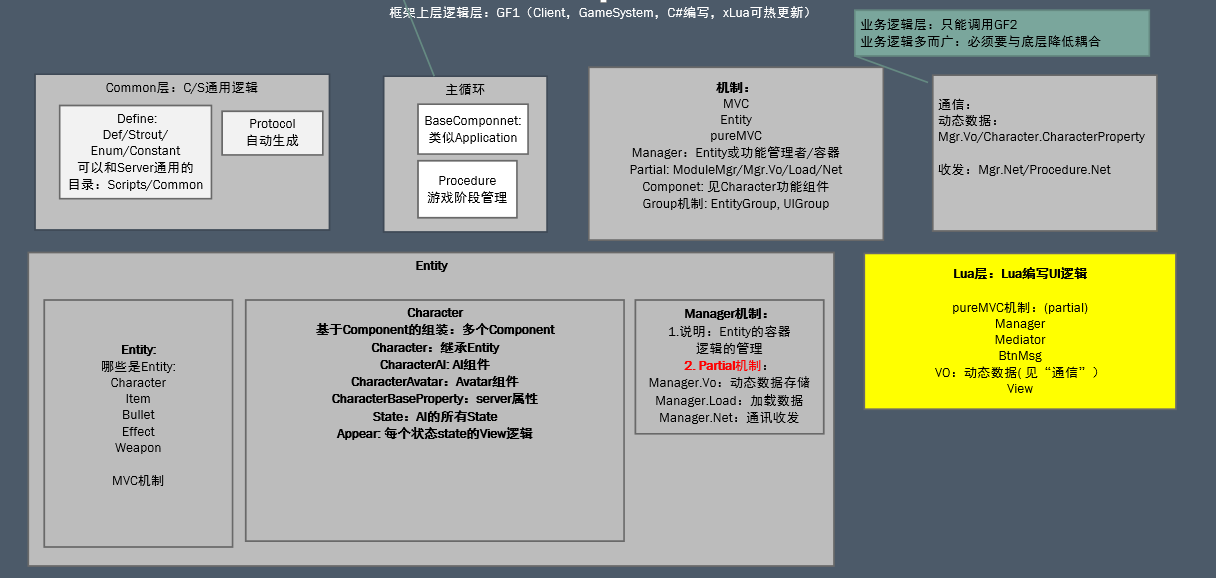 框架上层逻辑层：GF1（Client，GameSystem，C#编写，xLua可热更新）
业务逻辑层：只能调用GF2
业务逻辑多而广：必须要与底层降低耦合
Common层：C/S通用逻辑
Define:
Def/Strcut/
Enum/Constant
可以和Server通用的
目录：Scripts/Common
Protocol
自动生成
主循环
BaseComponnet:
类似Application
Procedure
游戏阶段管理
机制：
MVC
Entity
pureMVC
Manager：Entity或功能管理者/容器
Partial: ModuleMgr/Mgr.Vo/Load/Net
Componet: 见Character功能组件
Group机制: EntityGroup, UIGroup
通信：
动态数据：
Mgr.Vo/Character.CharacterProperty
收发：Mgr.Net/Procedure.Net
Entity
Entity:
哪些是Entity:
Character
Item
Bullet
Effect
Weapon
MVC机制
Character
基于Component的组装：多个Component
Character：继承Entity
CharacterAI: AI组件
CharacterAvatar：Avatar组件
CharacterBaseProperty：server属性
State：AI的所有State
Appear: 每个状态state的View逻辑
Manager机制：
1.说明：Entity的容器
逻辑的管理
2. Partial机制：
Manager.Vo：动态数据存储
Manager.Load：加载数据
Manager.Net：通讯收发
Lua层：Lua编写UI逻辑
pureMVC机制：(partial)
Manager
Mediator
BtnMsg
VO：动态数据( 见“通信” ）
View